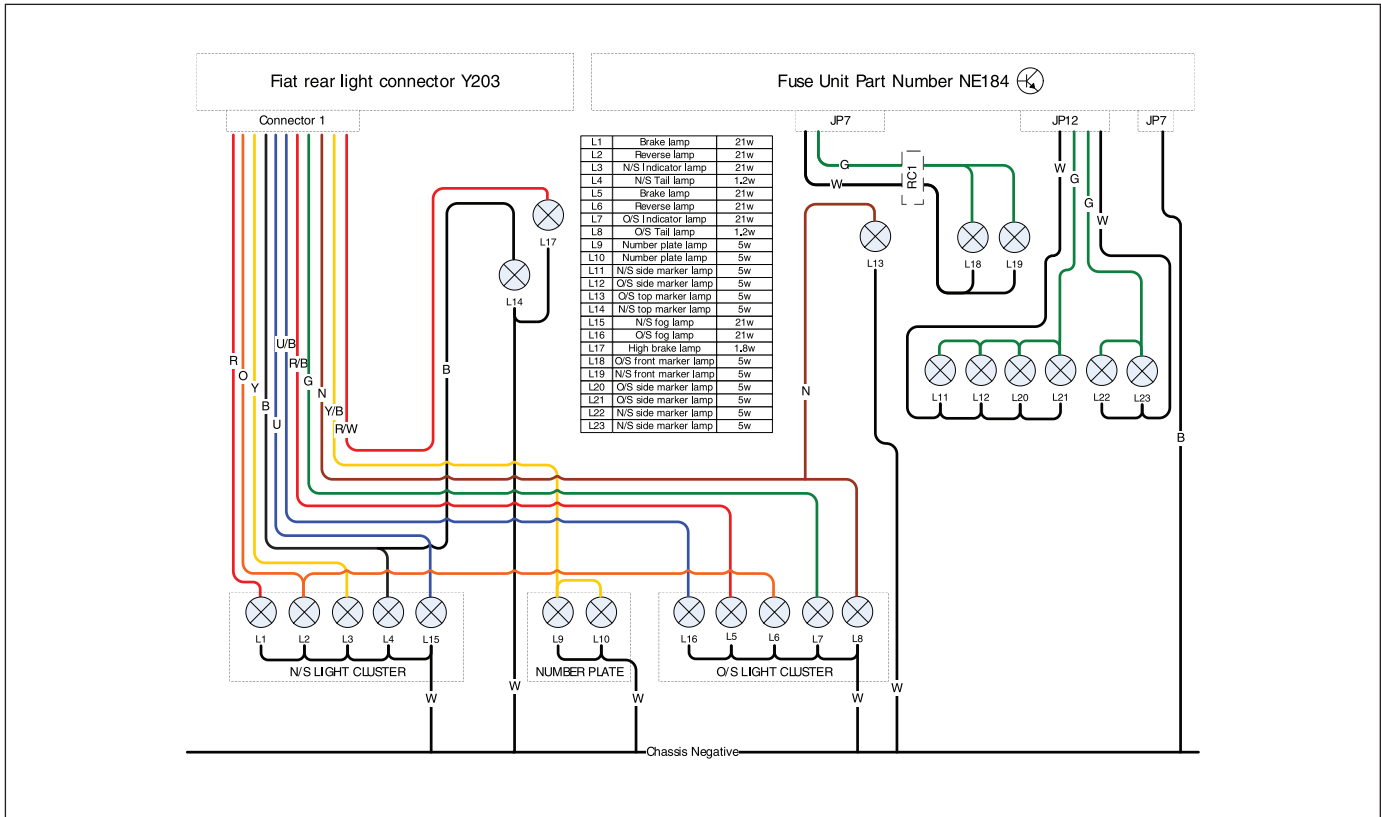 Fiat rear light connector Y203
Fuse Unit Part Number NE184
Connector 1
JP7
JP12
JP7
L1 Brake lamp 21w
L2 Reverse lamp 21w
L3 N/S Indicator lamp 21w
L4 N/S Tail lamp 1.2w
L5 Brake lamp 21w
L6 Reverse lamp 21w
L7 O/S Indicator lamp 21w
L8 O/S Tail lamp 1.2w
L9 Number plate lamp 5w
L10 Number plate lamp 5w
L11 N/S side marker lamp 5w
L12 O/S side marker lamp 5w
L13 O/S top marker lamp 5w
L14 N/S top marker lamp 5w
L15 N/S fog lamp 21w
L16 O/S fog lamp 21w
L17 High brake lamp 1.8w
L18 O/S front marker lamp 5w
L19 N/S front marker lamp 5w
L20 O/S side marker lamp 5w
L21 O/S side marker lamp 5w
L22 N/S side marker lamp 5w
L23 N/S side marker lamp 5w
G
W
RC1
W
G
G
W
L17
L14
L13
L18
L19
R
O
Y
B
U
U/B
R/B
G
N
Y/B
R/W
B
N
L11
L12
L20
L21
L22
L23
B
L1
L2
L3
L4
L15
N/S LIGHT CLUSTER
L9
L10
NUMBER PLATE
L16
L5
L6
L7
L8
O/S LIGHT CLUSTER
W
W
W
W
W
Chassis Negative